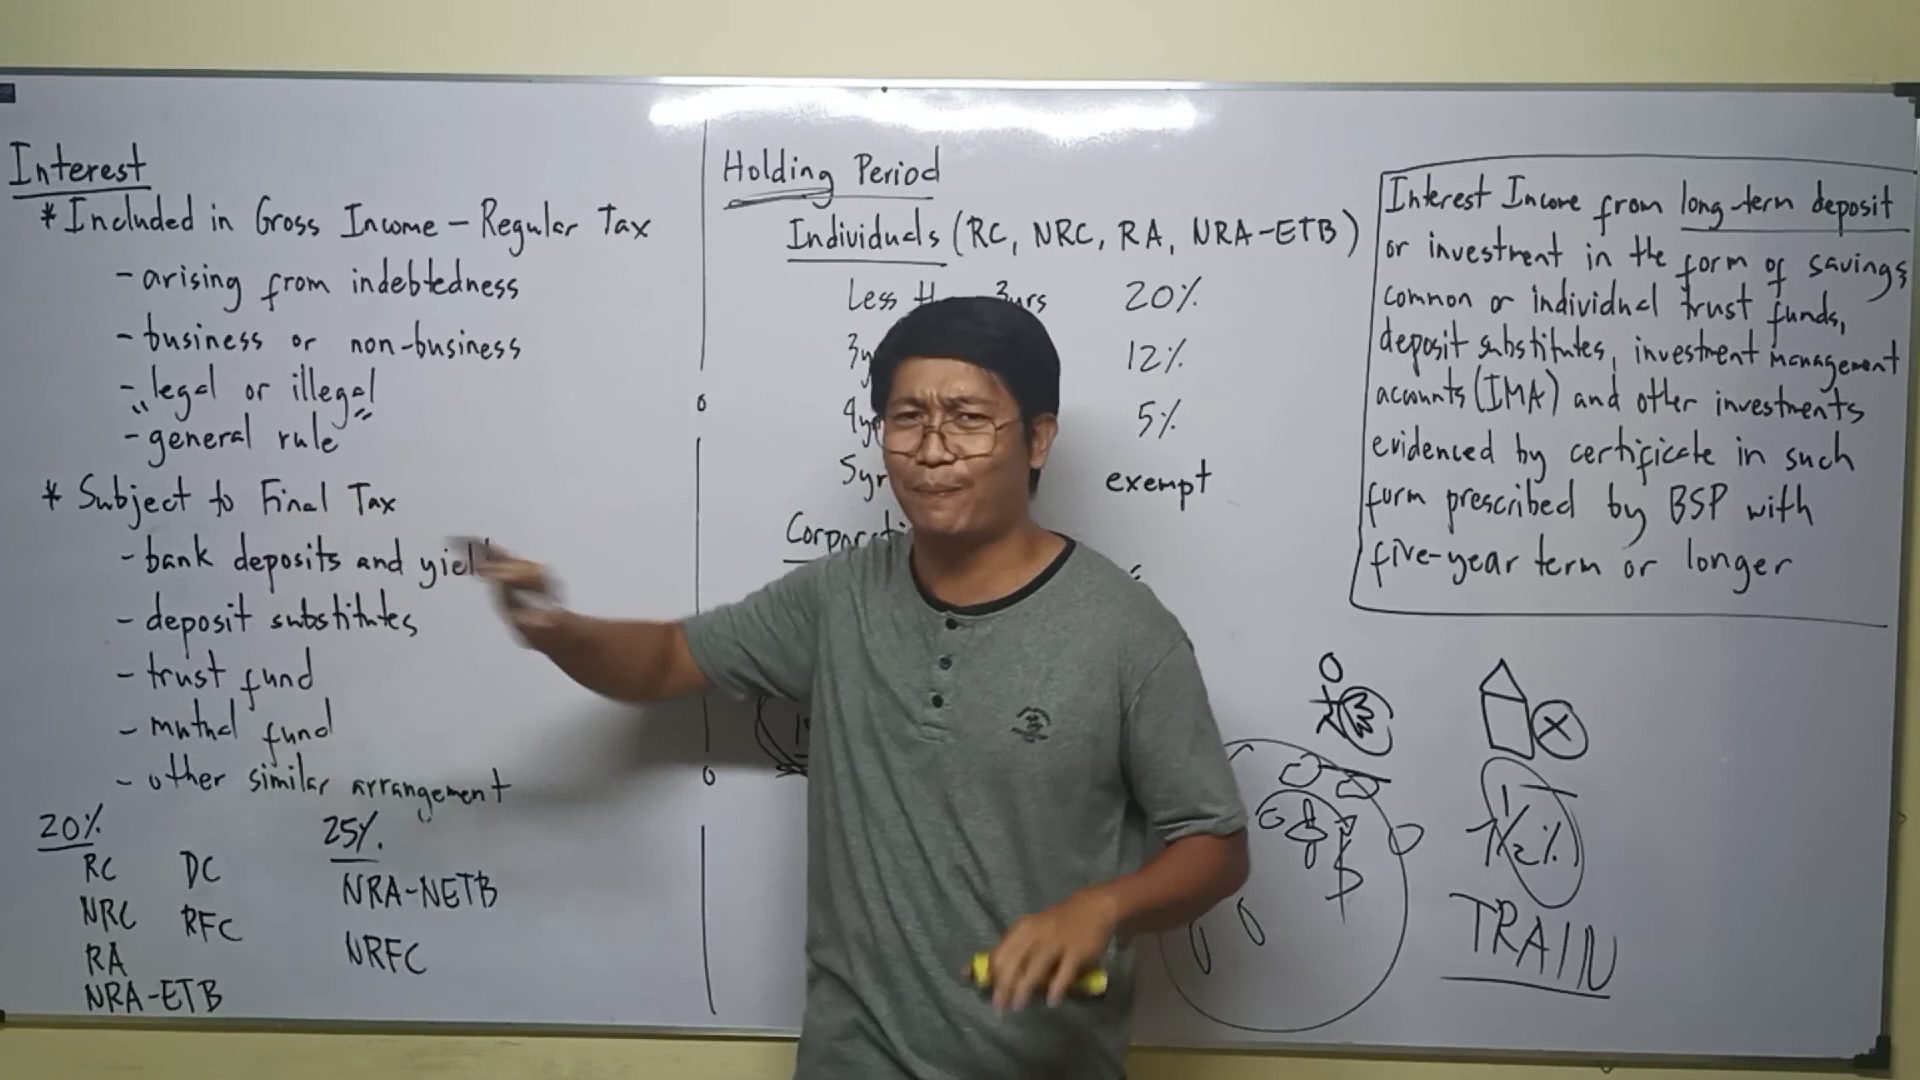 Interest
* Included in Gross Income - Regular Tax
- arising from indebtedness
- business or non-business
- "legal or illegal"
- general rule
* Subject to Final Tax
- bank deposits and
- deposit substitutes
- trust fund
- mutual fund
- other similar arrangement
20%
RC DC
NRC RFC
RA
NRA-ETB
25%.
NRA-NETB
NRFC
Holding Period
Individuals (RC, NRC, RA, NRA-ETB)
Less 3yrs 20%
12%
5%
exempt
Interest Income from long-term deposit
or investment in the form of savings,
common or individual trust funds,
deposit substitutes, investment management
accounts (IMA) and other investments
evidenced by certificate in such
form prescribed by BSP with
five-year term or longer
TRAIN